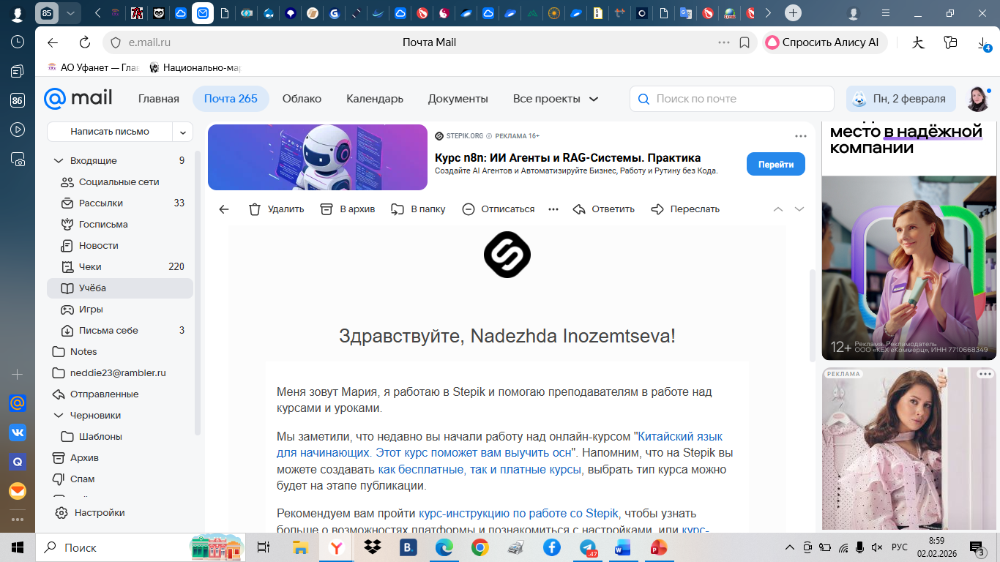 85
e.mail.ru
Почта Mail
Спросить Алису AI
4
АО Уфанет — Глав
Национально-мар
86
mail
Главная
Почта 265
Облако
Календарь
Документы
Все проекты
Поиск по почте
Пн, 2 февраля
Написать письмо
Входящие 9
Социальные сети
Рассылки 33
Госписьма
Новости
Чеки 220
Учёба
Игры
Письма себе 3
Notes
neddie23@rambler.ru
Отправленные
Черновики
Шаблоны
Архив
Спам
Настройки
STEPIK.ORG РЕКЛАМА 16+
Курс n8n: ИИ Агенты и RAG-Системы. Практика
Создайте AI Агентов и Автоматизируйте Бизнес, Работу и Рутину без Кода.
Перейти
Удалить
В архив
В папку
Отписаться
Ответить
Переслать
Здравствуйте, Nadezhda Inozemtseva!
Меня зовут Мария, я работаю в Stepik и помогаю преподавателям в работе над
курсами и уроками.
Мы заметили, что недавно вы начали работу над онлайн-курсом "Китайский язык
для начинающих. Этот курс поможет вам выучить осн". Напомним, что на Stepik вы
можете создавать как бесплатные, так и платные курсы, выбрать тип курса можно
будет на этапе публикации.
Рекомендуем вам пройти курс-инструкцию по работе со Stepik, чтобы узнать
больше о возможностях платформы и познакомиться с настройками, или курс-
место в надёжной
компании
12+
Реклама. Рекламодатель
ООО «КЕХ еКоммерц», ИНН 7710668349
РЕКЛАМА
Поиск
.47
РУС
8:59
02.02.2026
3